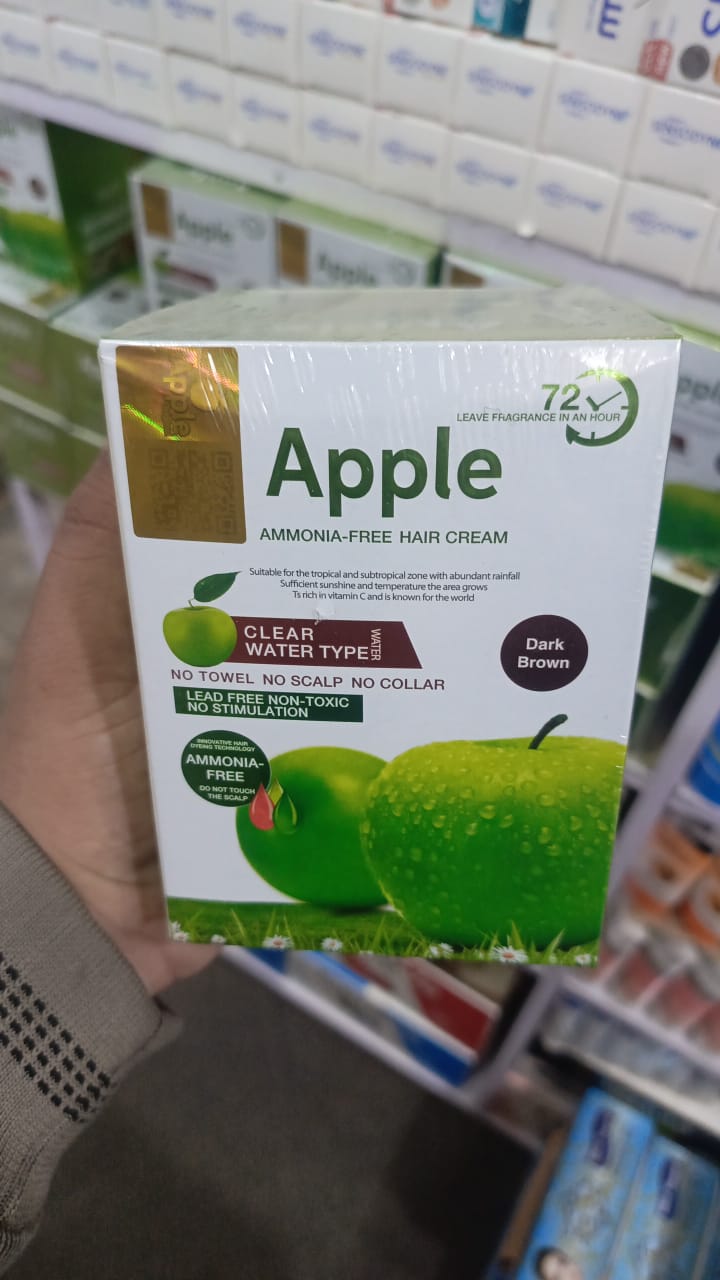 72
LEAVE FRAGRANCE IN AN HOUR
Apple
AMMONIA-FREE HAIR CREAM
Suitable for the tropical and subtropical zone with abundant rainfall
Sufficient sunshine and temperature the area grows
Ts rich in vitamin C and is known for the world
CLEAR
WATER TYPE
WATER
Dark
Brown
NO TOWEL NO SCALP NO COLLAR
LEAD FREE NON-TOXIC
NO STIMULATION
INNOVATIVE HAIR
DYEING TECHNOLOGY
AMMONIA-
FREE
DO NOT TOUCH
THE SCALP
Apple
Apple
Apple